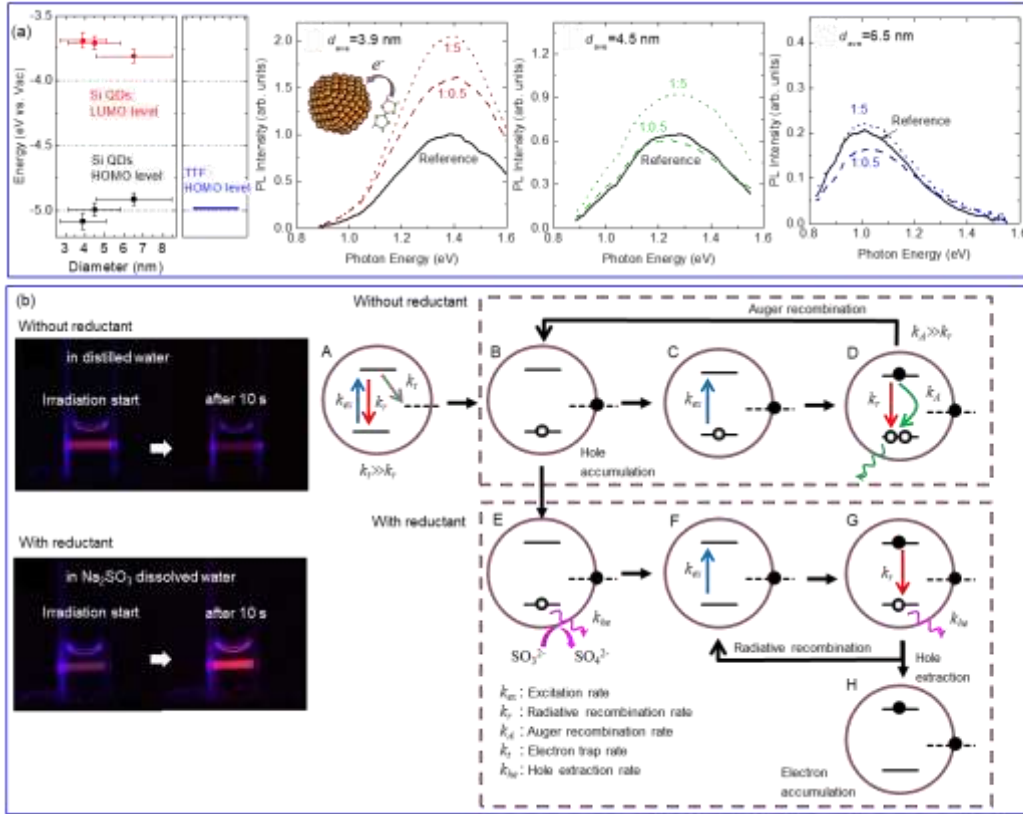 (a)
Energy (eV vs. Vac)
-3.5
-4.0
-4.5
-5.0
Si QDs
LUMO level
Si QDs
HOMO level
TTF
HOMO level
3 4 5 6 7 8
Diameter (nm)
=3.9 nm
PL Intensity (arb. units)
2.0
1.5
1.0
0.5
0.0
e-
1:5
1:0.5
Reference
0.8 1.0 1.2 1.4 1.6
Photon Energy (eV)
=4.5 nm
PL Intensity (arb. units)
1.4
1.2
0.9
0.6
0.3
0.0
1:5
1:0.5
Reference
0.8 1.0 1.2 1.4 1.6
Photon Energy (eV)
=6.5 nm
PL Intensity (arb. units)
0.4
0.3
0.2
0.1
0.0
1:5
Reference
1:0.5
0.8 1.0 1.2 1.4 1.6
Photon Energy (eV)
(b)
Without reductant
in distilled water
Irradiation start
after 10 s
With reductant
in Na2SO3 dissolved water
Irradiation start
after 10 s
Without reductant
Auger recombination
kA≫kr
A
kex
kr
kt
kt≫kr
B
Hole
accumulation
C
kex
D
kr
kA
With reductant
E
khe
SO3²⁻
SO4²⁻
F
kex
G
kr
khe
Radiative recombination
Hole
extraction
H
Electron
accumulation
kex : Excitation rate
kr : Radiative recombination rate
kA : Auger recombination rate
kt : Electron trap rate
khe : Hole extraction rate